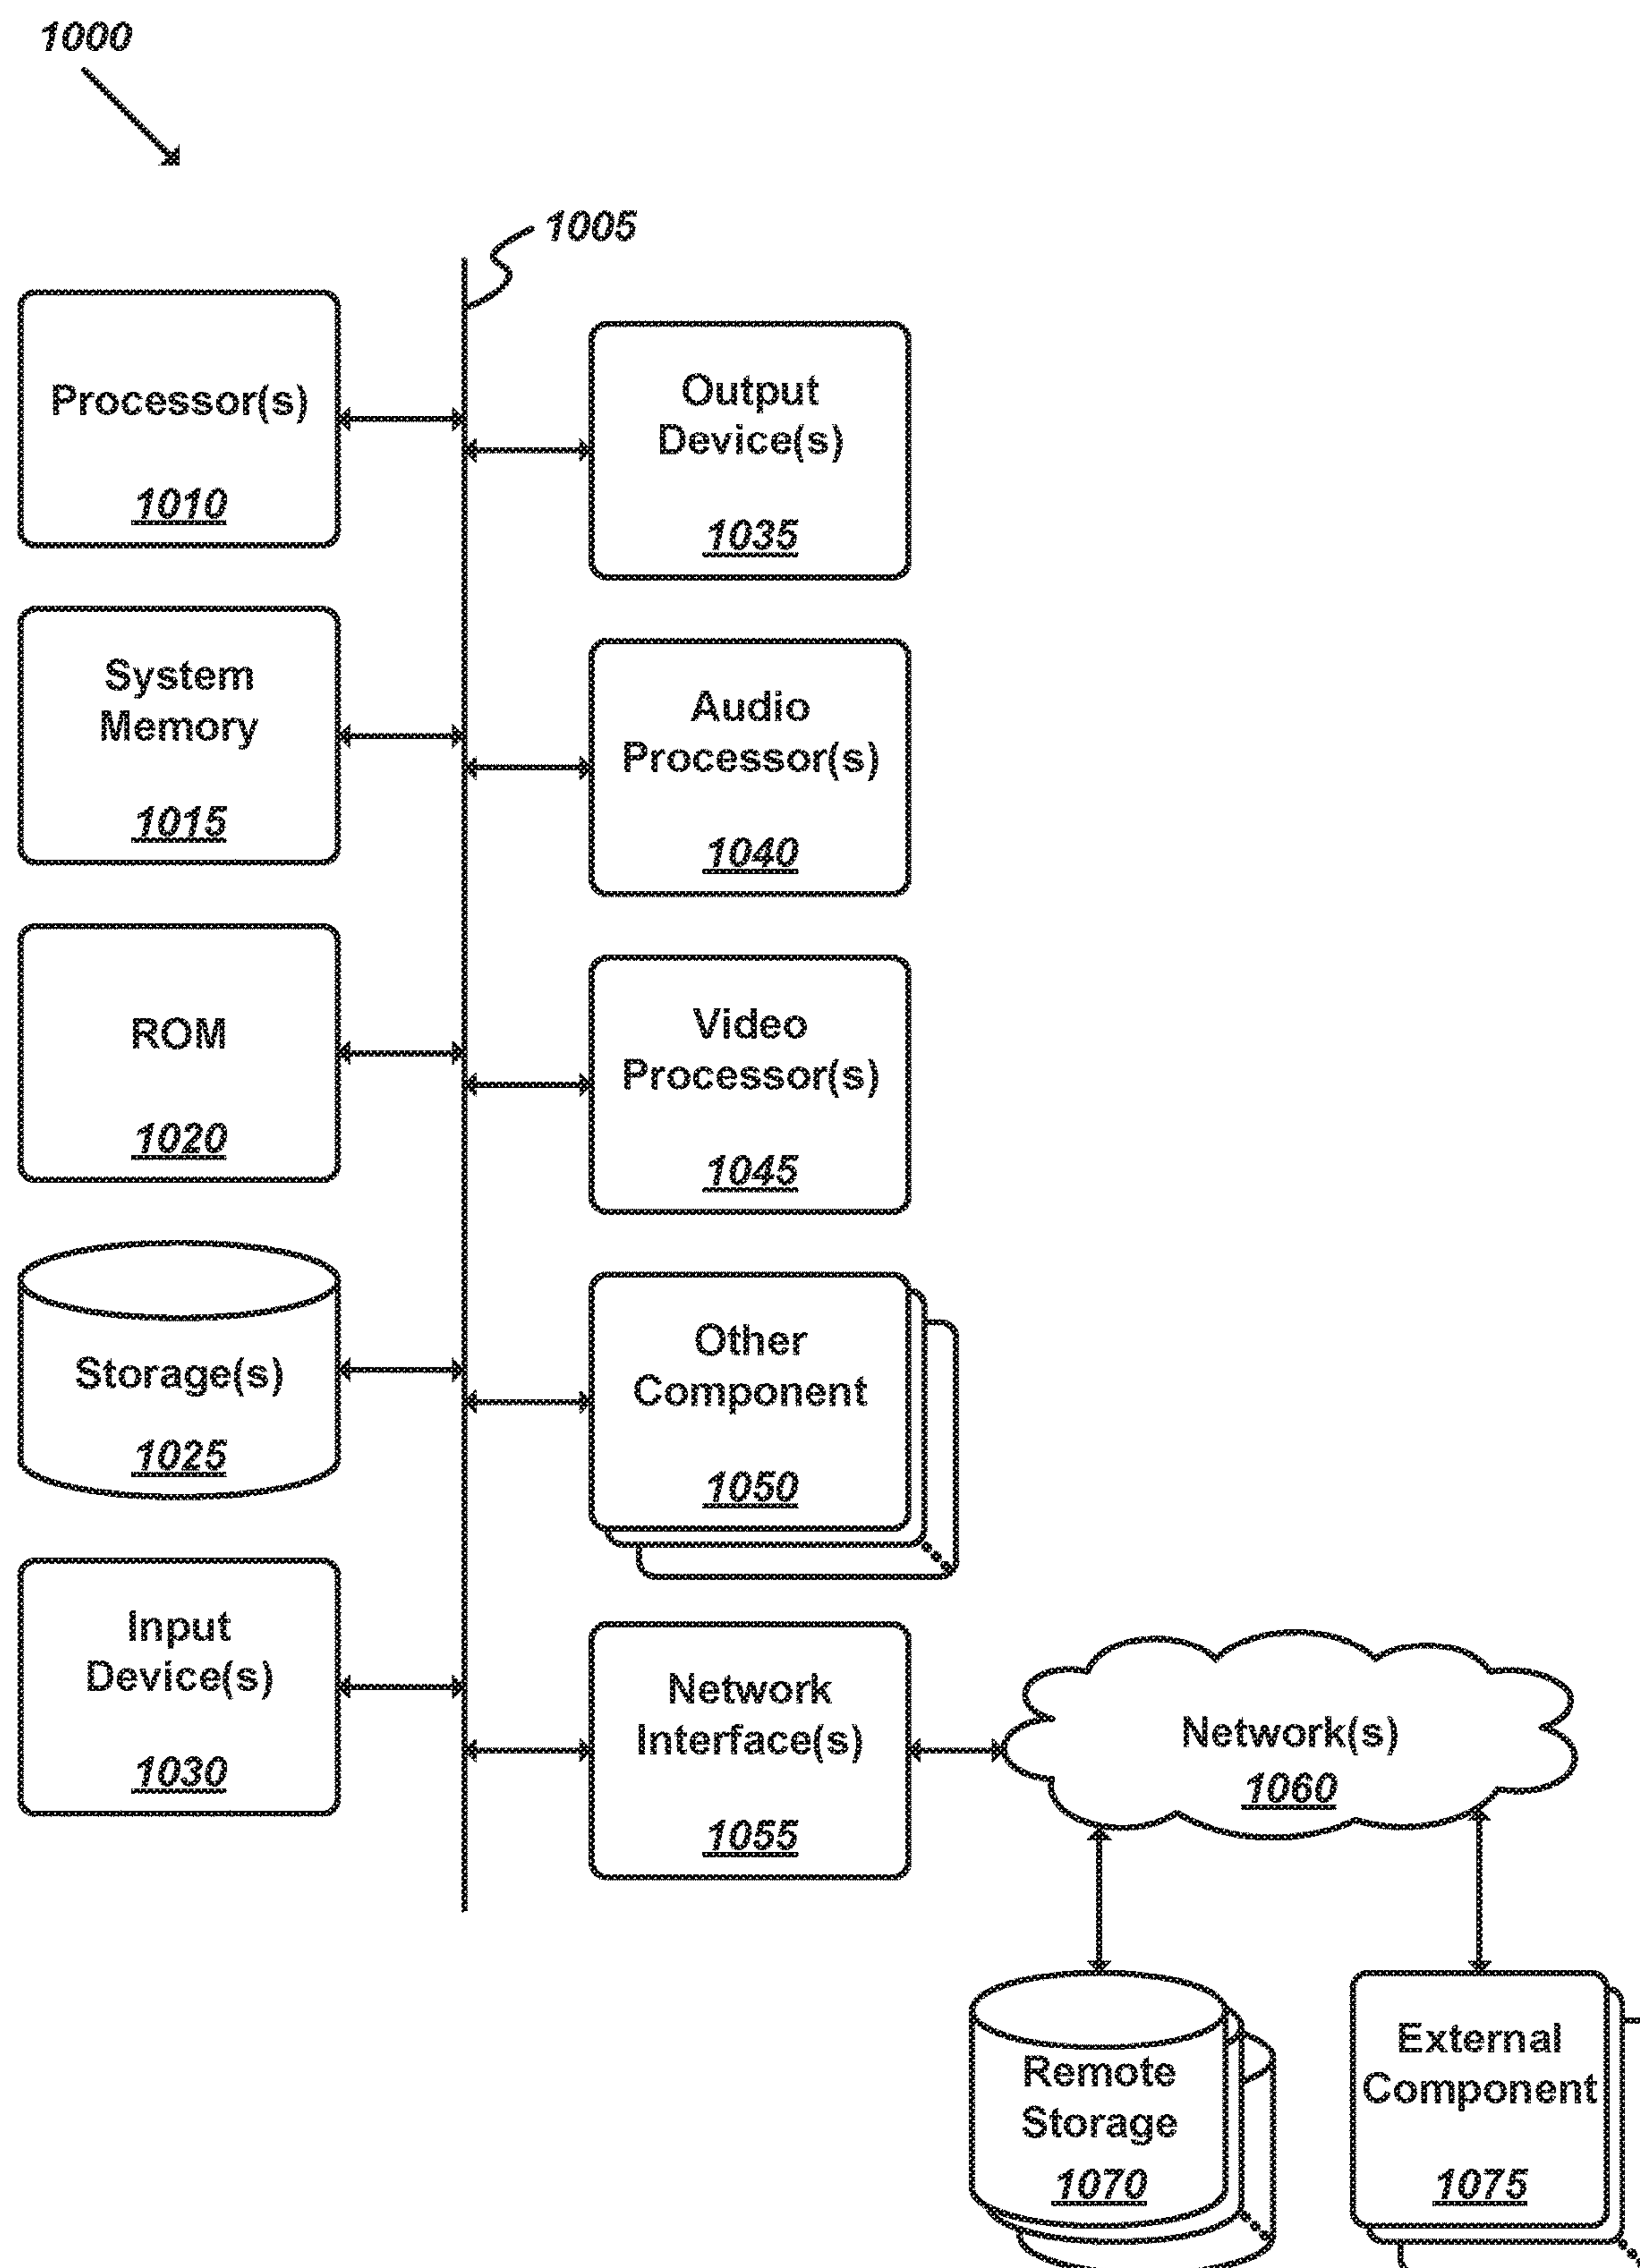 1000
1005
Processor(s)
1010
System
Memory
1015
ROM
1020
Storage(s)
1025
Input
Device(s)
1030
Output
Device(s)
1035
Audio
Processor(s)
1040
Video
Processor(s)
1045
Other
Component
1050
Network
Interface(s)
1055
Network(s)
1060
Remote
Storage
1070
External
Component
1075